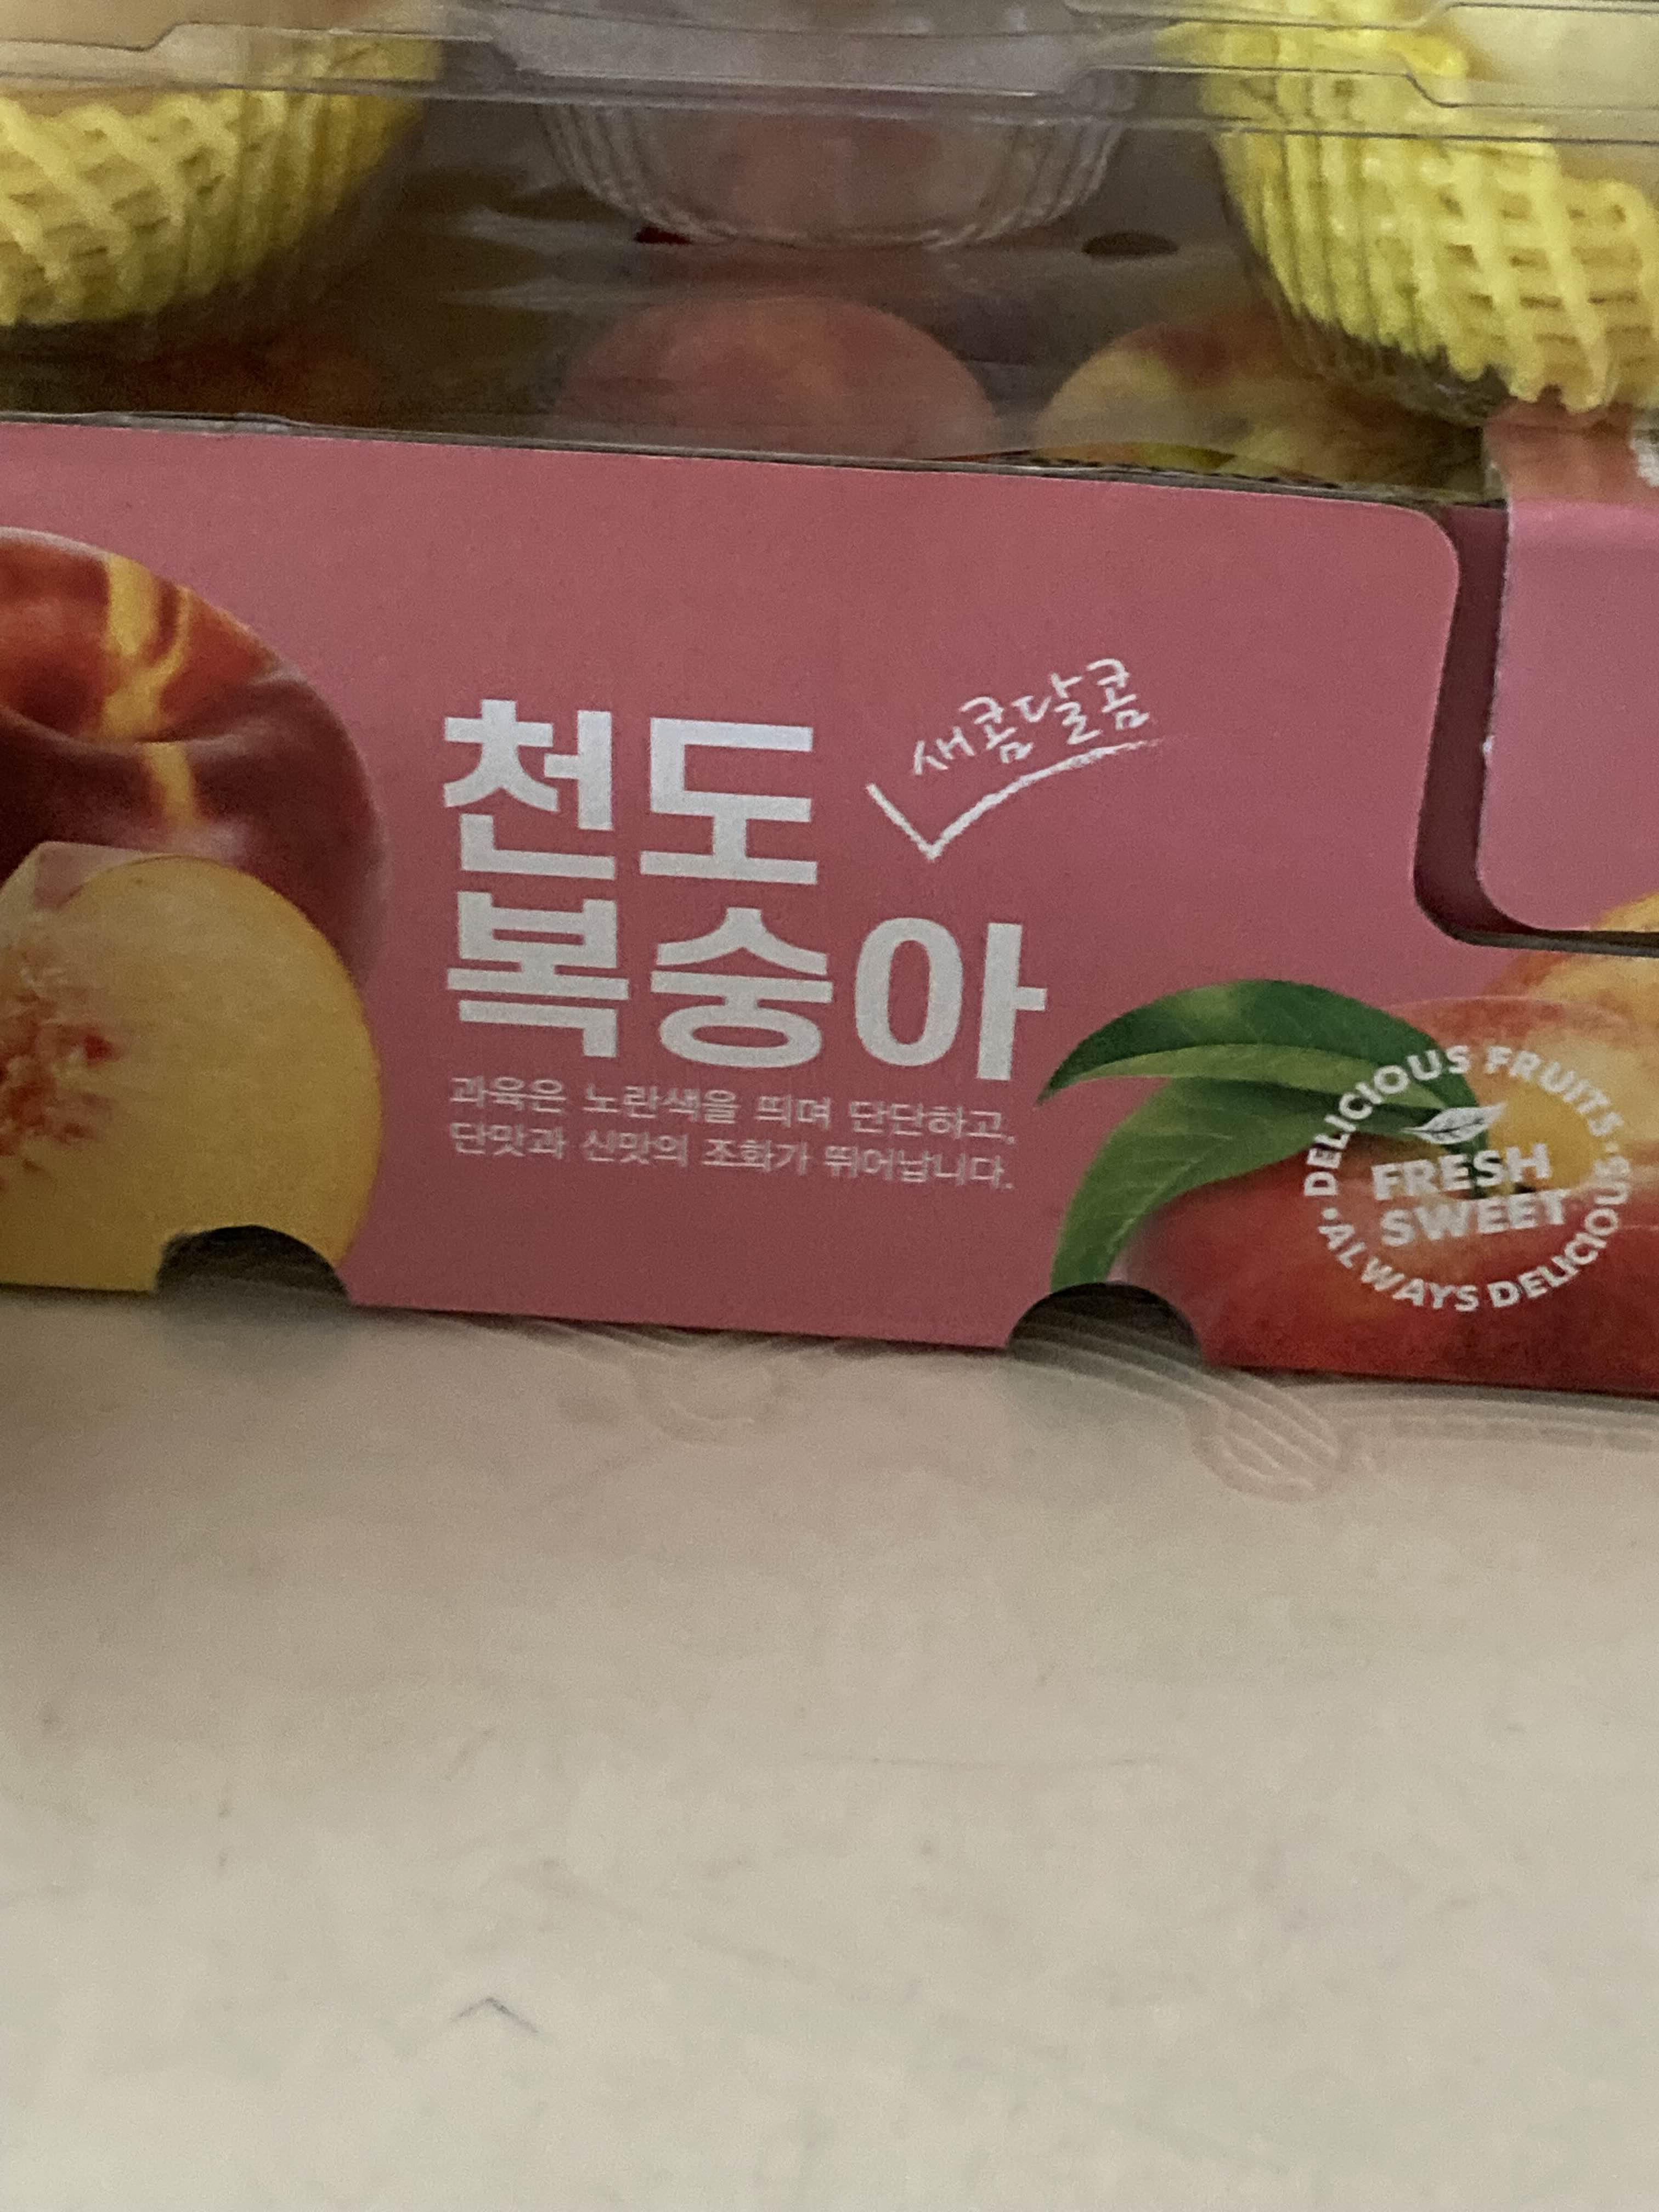 새콤달콤
천도
복숭아
과육은 노란색을 띄며 단단하고,
단맛과 신맛의 조화가 뛰어납니다.
DELICIOUS FRUITS
FRESH
SWEET
ALWAYS DELICIOUS